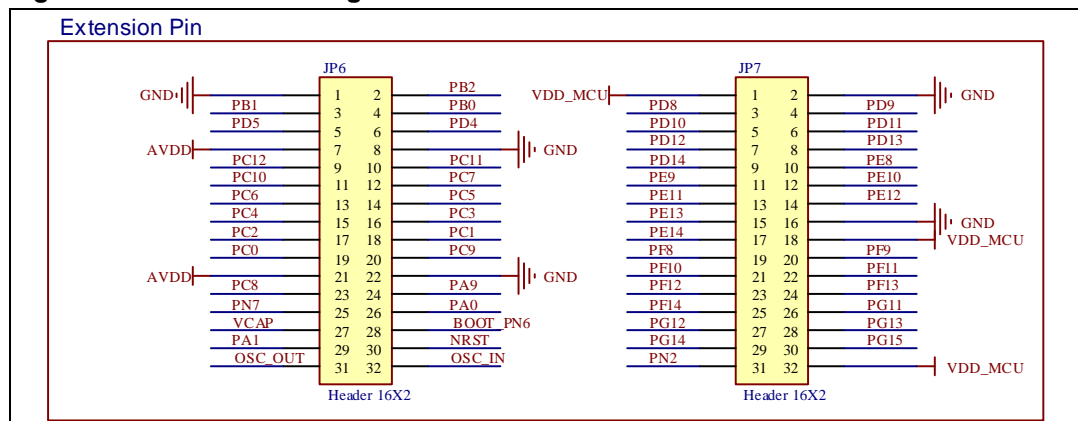 Extension Pin
JP6
GND 1 2 PB2
PB1 3 4 PB0
PD5 5 6 PD4
AVDD 7 8 GND
PC12 9 10 PC11
PC10 11 12 PC7
PC6 13 14 PC5
PC4 15 16 PC3
PC2 17 18 PC1
PC0 19 20 PC9
AVDD 21 22 GND
PC8 23 24 PA9
PN7 25 26 PA0
VCAP 27 28 BOOT_PN6
PA1 29 30 NRST
OSC_OUT 31 32 OSC_IN
Header 16X2
JP7
VDD_MCU 1 2 GND
PD8 3 4 PD9
PD10 5 6 PD11
PD12 7 8 PD13
PD14 9 10 PE8
PE9 11 12 PE10
PE11 13 14 PE12
PE13 15 16 GND
PE14 17 18 VDD_MCU
PF8 19 20 PF9
PF10 21 22 PF11
PF12 23 24 PF13
PF14 25 26 PG11
PG12 27 28 PG13
PG14 29 30 PG15
PN2 31 32 VDD_MCU
Header 16X2